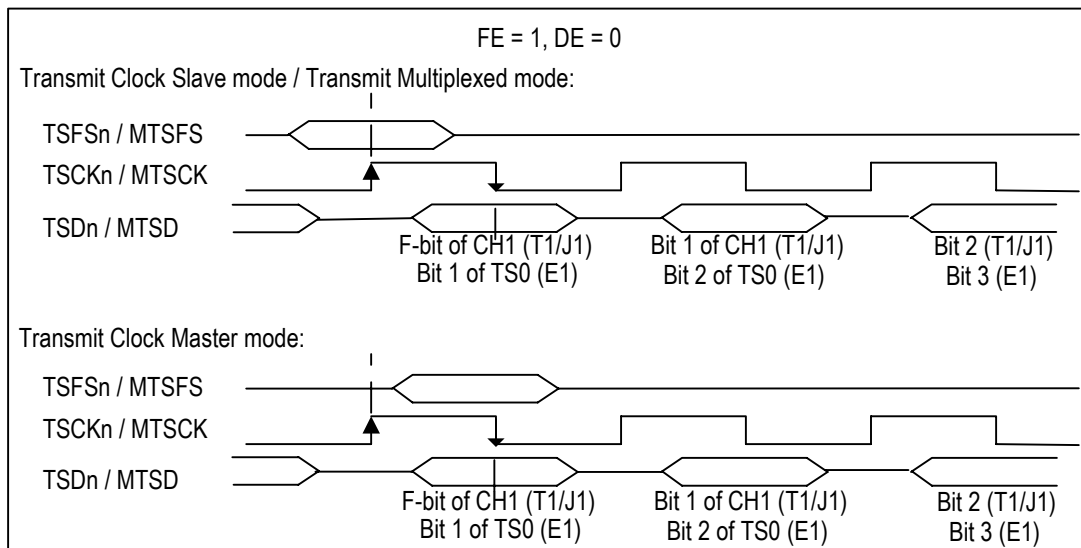 FE = 1, DE = 0
Transmit Clock Slave mode / Transmit Multiplexed mode:
TSFSn / MTSFS
TSCKn / MTSCK
TSDn / MTSD
F-bit of CH1 (T1/J1)
Bit 1 of TS0 (E1)
Bit 1 of CH1 (T1/J1)
Bit 2 of TS0 (E1)
Bit 2 (T1/J1)
Bit 3 (E1)
Transmit Clock Master mode:
TSFSn / MTSFS
TSCKn / MTSCK
TSDn / MTSD
F-bit of CH1 (T1/J1)
Bit 1 of TS0 (E1)
Bit 1 of CH1 (T1/J1)
Bit 2 of TS0 (E1)
Bit 2 (T1/J1)
Bit 3 (E1)